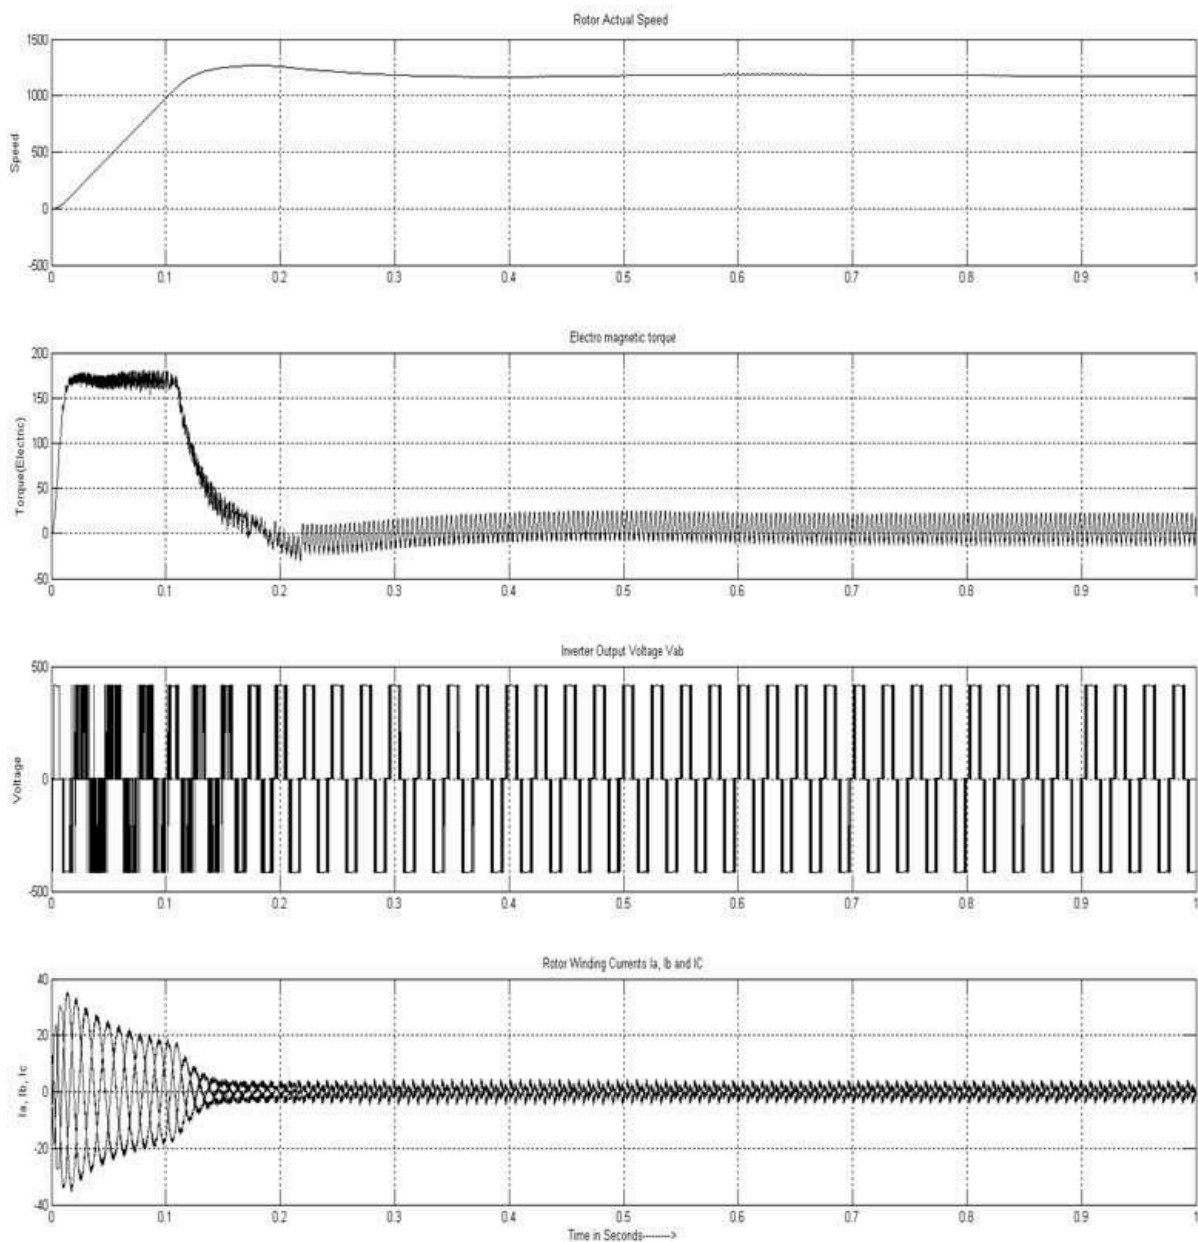 Rotor Actual Speed
1500
1000
500
0
-500
Speed
0 0.1 0.2 0.3 0.4 0.5 0.6 0.7 0.8 0.9 1
Electro magnetic torque
200
150
100
50
0
-50
Torque(Electric)
0 0.1 0.2 0.3 0.4 0.5 0.6 0.7 0.8 0.9 1
Inverter Output Voltage Vab
500
0
-500
Voltage
0 0.1 0.2 0.3 0.4 0.5 0.6 0.7 0.8 0.9 1
Rotor Winding Currents Ia, Ib and IC
40
20
0
-20
-40
Ia, Ib, Ic
0 0.1 0.2 0.3 0.4 0.5 0.6 0.7 0.8 0.9 1
Time in Seconds-------->